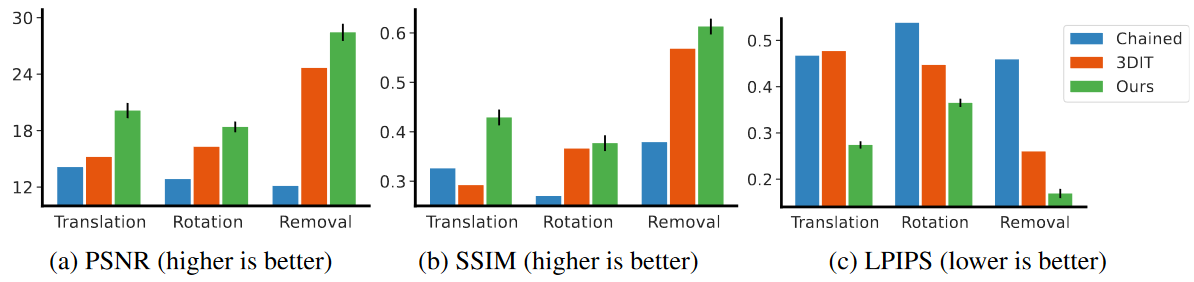 30
24
18
12
Translation Rotation Removal
(a) PSNR (higher is better)
0.6
0.5
0.4
0.3
Translation Rotation Removal
(b) SSIM (higher is better)
0.5
0.4
0.3
0.2
Translation Rotation Removal
(c) LPIPS (lower is better)
Chained
3DIT
Ours